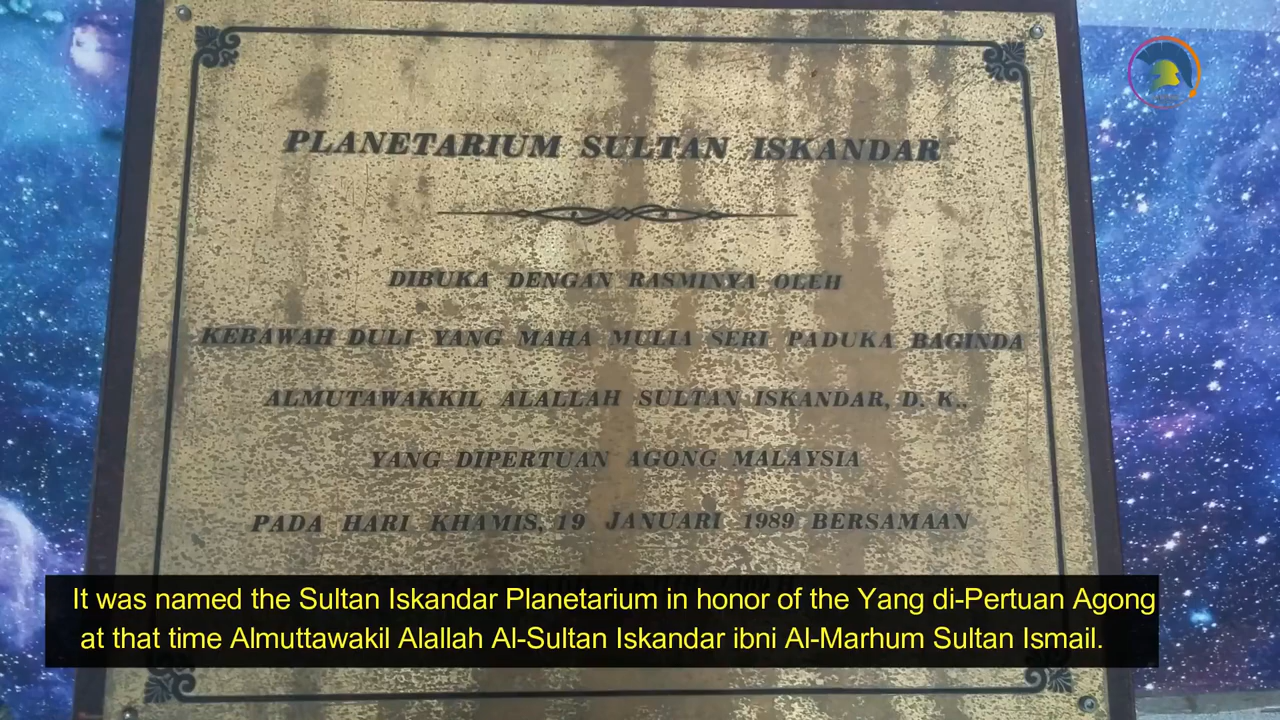 PLANETARIUM SULTAN ISKANDAR
DIBUKA DENGAN RASMINYA OLEH
KEBAWAH DULI YANG MAHA MULIA SERI PADUKA BAGINDA
ALMUTAWAKKIL ALALLAH SULTAN ISKANDAR, D. K.,
YANG DIPERTUAN AGONG MALAYSIA
PADA HARI KHAMIS, 19 JANUARI 1989 BERSAMAAN
It was named the Sultan Iskandar Planetarium in honor of the Yang di-Pertuan Agong
at that time Almuttawakil Alallah Al-Sultan Iskandar ibni Al-Marhum Sultan Ismail.